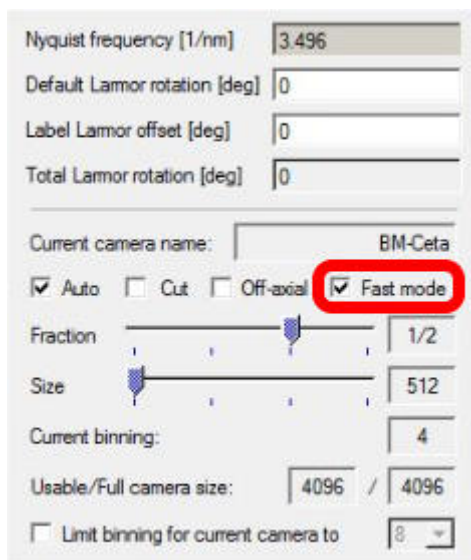 Nyquist frequency [1/nm] 3.496
Default Larmor rotation [deg] 0
Label Larmor offset [deg] 0
Total Larmor rotation [deg] 0
Current camera name: BM-Ceta
Auto Cut Off-axial Fast mode
Fraction 1/2
Size 512
Current binning: 4
Usable/Full camera size: 4096 / 4096
Limit binning for current camera to 8